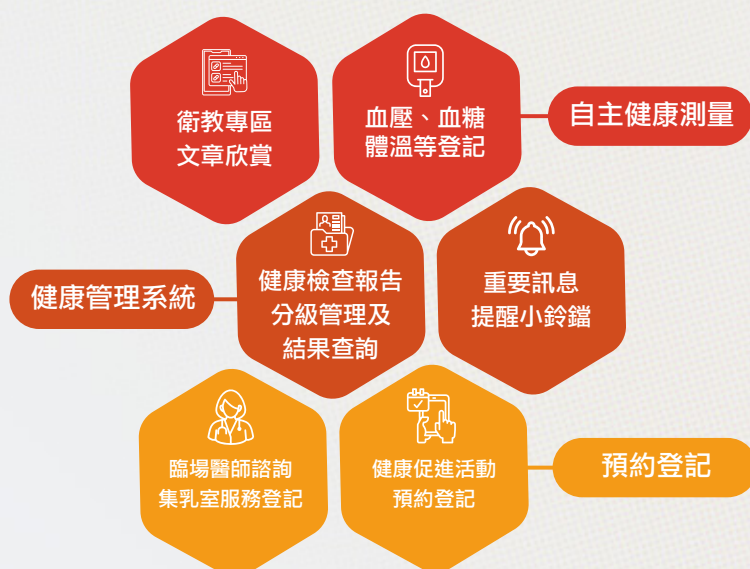 衛教專區
文章欣賞
血壓、血糖
體溫等登記
自主健康測量
健康管理系統
健康檢查報告
分級管理及
結果查詢
重要訊息
提醒小鈴鐺
臨場醫師諮詢
集乳室服務登記
健康促進活動
預約登記
預約登記